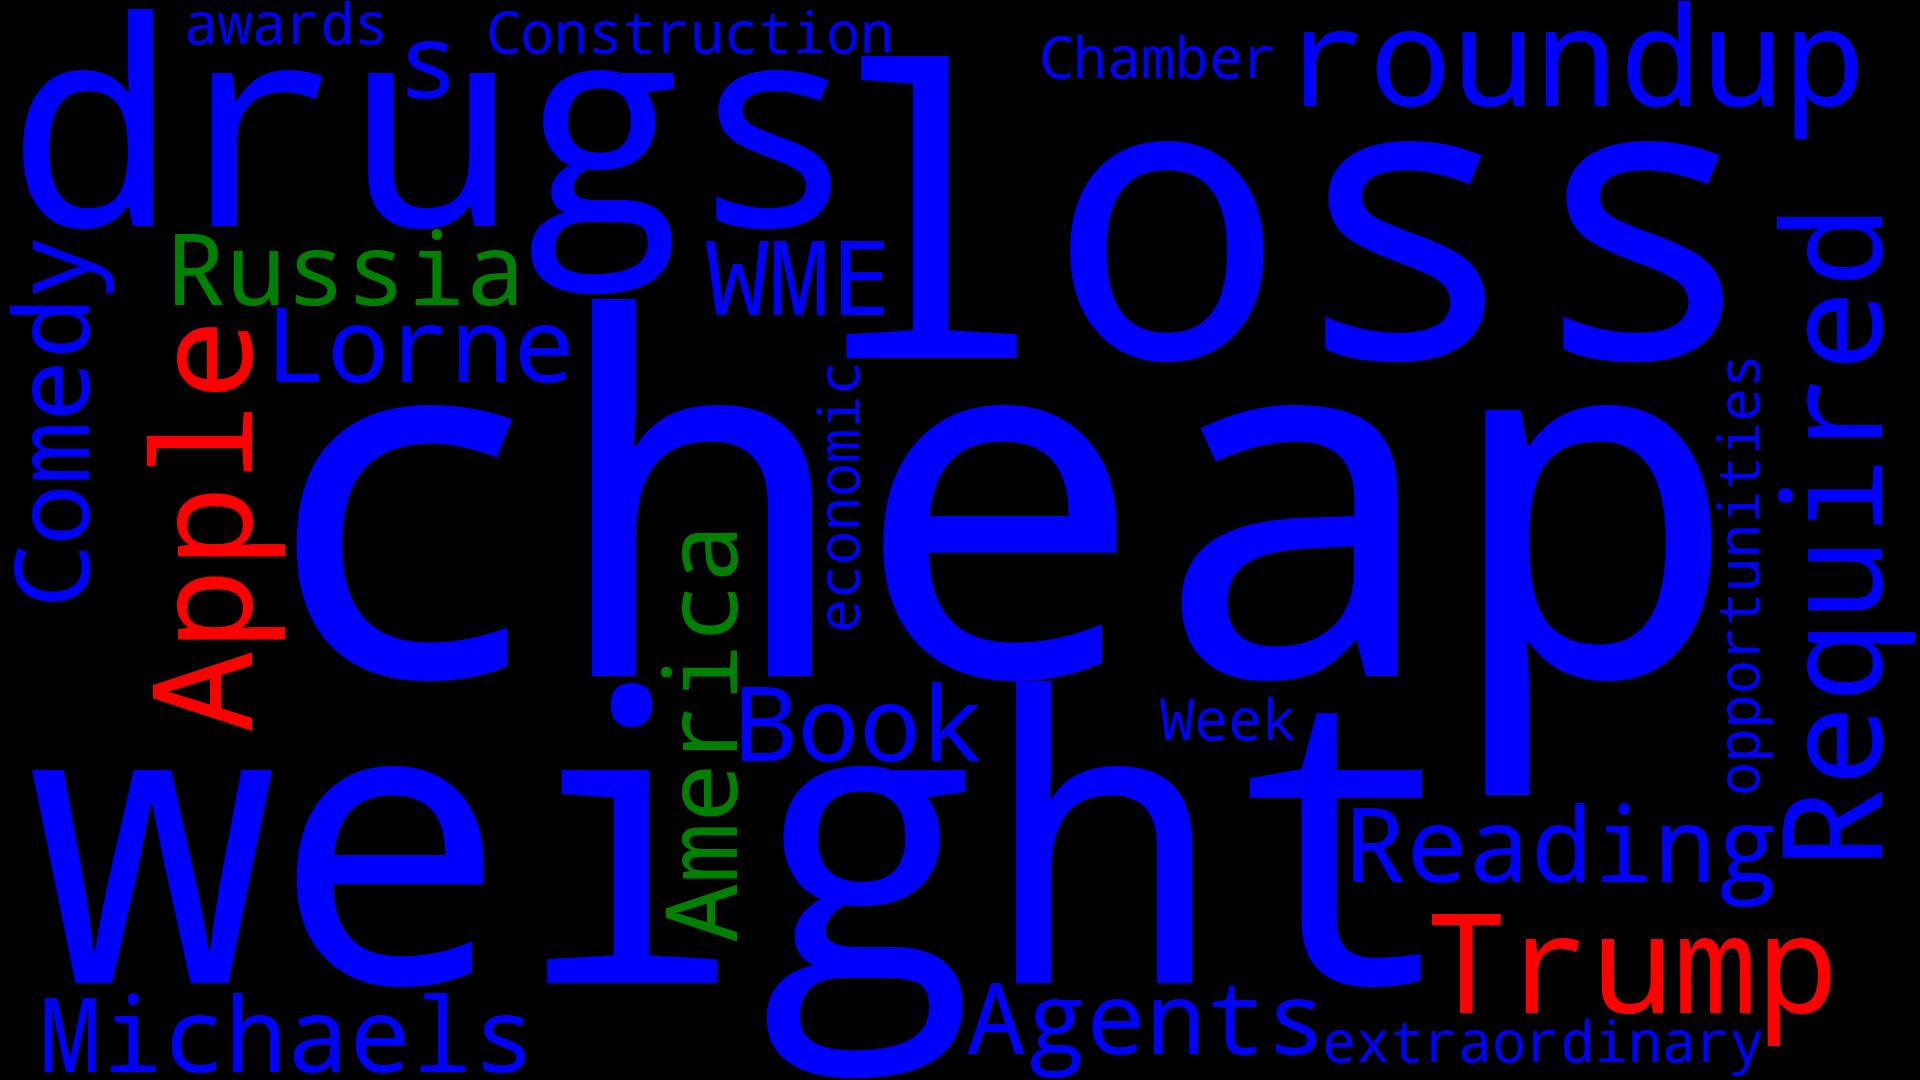 awards
s
Construction
Chamber
roundup
drugs
loss
Russia
WME
Comedy
Apple
Lorne
cheap
economic
opportunities
Required
America
Book
Week
weight
Reading
Trump
Michaels
Agents
extraordinary